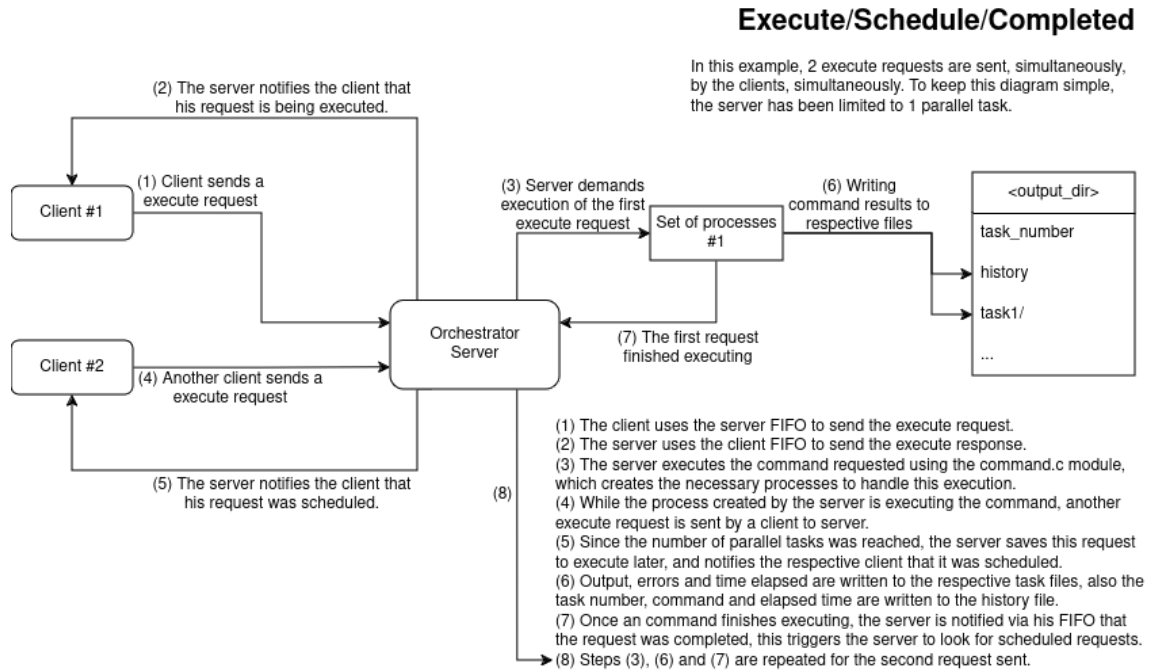 Execute/Schedule/Completed
In this example, 2 execute requests are sent, simultaneously,
by the clients, simultaneously. To keep this diagram simple,
the server has been limited to 1 parallel task.
(2) The server notifies the client that
his request is being executed.
Client #1
(1) Client sends a
execute request
(3) Server demands
execution of the first
execute request
Set of processes
#1
(6) Writing
command results to
respective files
<output_dir>
task_number
history
task1/
...
Orchestrator
Server
(7) The first request
finished executing
Client #2
(4) Another client sends a
execute request
(5) The server notifies the client that
his request was scheduled.
(8)
(1) The client uses the server FIFO to send the execute request.
(2) The server uses the client FIFO to send the execute response.
(3) The server executes the command requested using the command.c module,
which creates the necessary processes to handle this execution.
(4) While the process created by the server is executing the command, another
execute request is sent by a client to server.
(5) Since the number of parallel tasks was reached, the server saves this request
to execute later, and notifies the respective client that it was scheduled.
(6) Output, errors and time elapsed are written to the respective task files, also the
task number, command and elapsed time are written to the history file.
(7) Once an command finishes executing, the server is notified via his FIFO that
the request was completed, this triggers the server to look for scheduled requests.
(8) Steps (3), (6) and (7) are repeated for the second request sent.